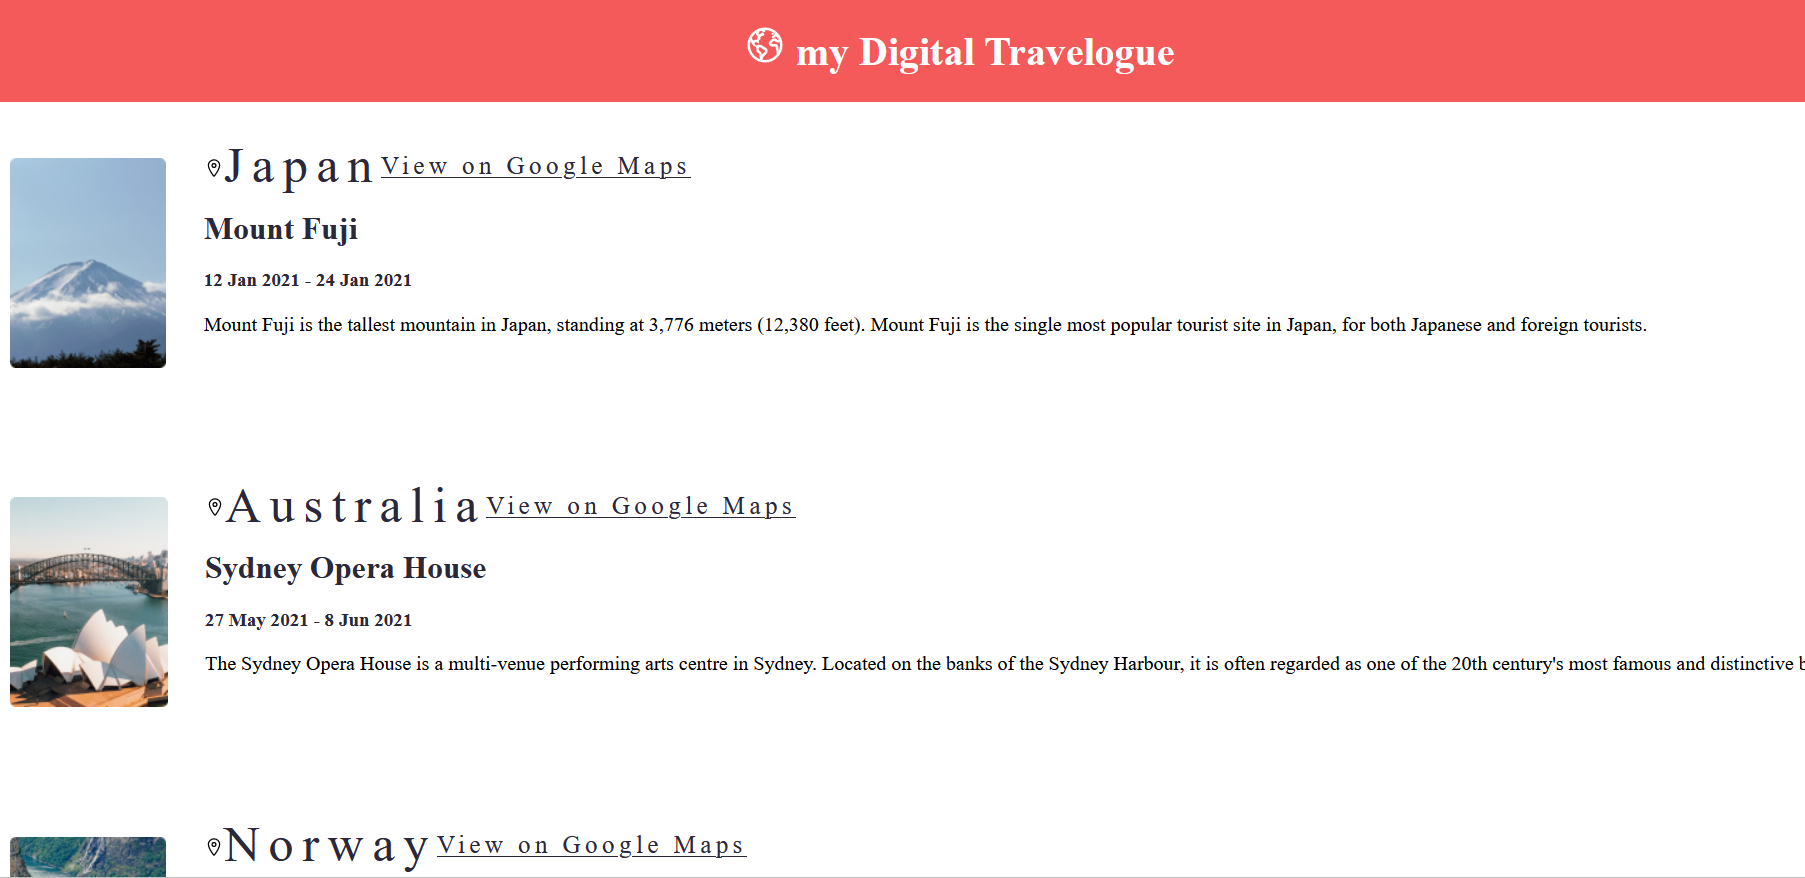 my Digital Travelogue
Japan View on Google Maps
Mount Fuji
12 Jan 2021 - 24 Jan 2021
Mount Fuji is the tallest mountain in Japan, standing at 3,776 meters (12,380 feet). Mount Fuji is the single most popular tourist site in Japan, for both Japanese and foreign tourists.
Australia View on Google Maps
Sydney Opera House
27 May 2021 - 8 Jun 2021
The Sydney Opera House is a multi-venue performing arts centre in Sydney. Located on the banks of the Sydney Harbour, it is often regarded as one of the 20th century's most famous and distinctive
Norway View on Google Maps